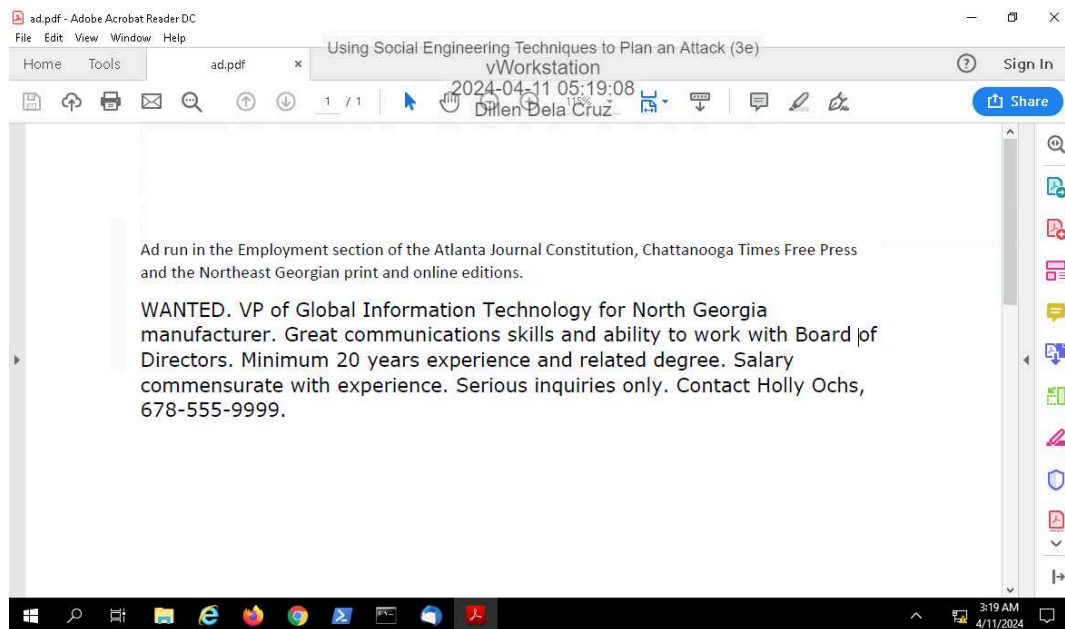 ad.pdf - Adobe Acrobat Reader DC
File Edit View Window Help
Using Social Engineering Techniques to Plan an Attack (3e)
Home Tools ad.pdf × Sign In
vWorkstation
2024-04-11 05:19:08
1 / 1 115% Share
Dillen Dela Cruz
Ad run in the Employment section of the Atlanta Journal Constitution, Chattanooga Times Free Press
and the Northeast Georgian print and online editions.
WANTED. VP of Global Information Technology for North Georgia
manufacturer. Great communications skills and ability to work with Board of
Directors. Minimum 20 years experience and related degree. Salary
commensurate with experience. Serious inquiries only. Contact Holly Ochs,
678-555-9999.
3:19 AM
4/11/2024